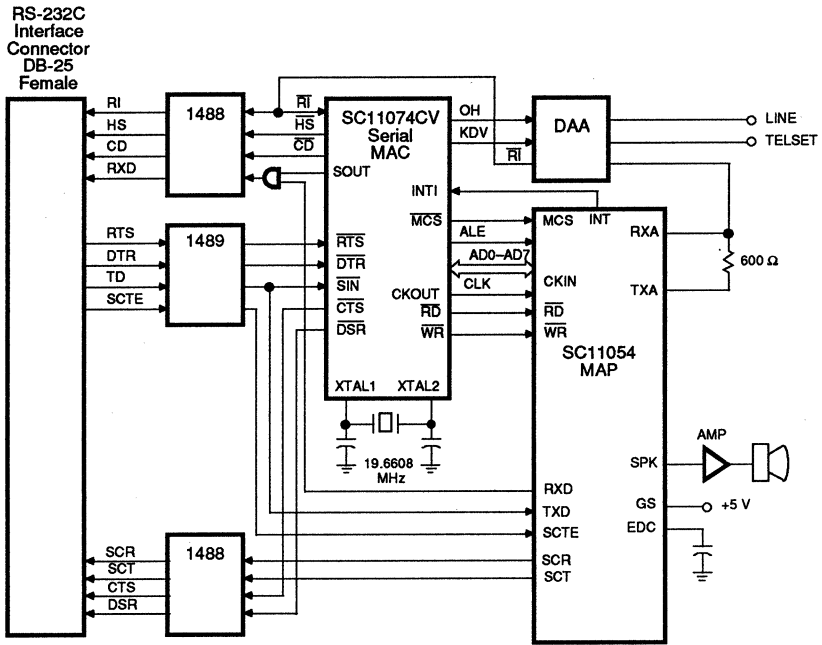 RS-232C
Interface
Connector
DB-25
Female
RI
HS
CD
RXD
1488
RI
HS
CD
SOUT
SC11074CV
Serial
MAC
OH
KDV
RI
DAA
LINE
TELSET
INTI
MCS
ALE
AD0–AD7
CLK
CKOUT
RD
WR
RTS
DTR
TD
SCTE
1489
RTS
DTR
SIN
CTS
DSR
XTAL1 XTAL2
19.6608
MHz
MCS
INT
RXA
600 Ω
CKIN
TXA
RD
WR
SC11054
MAP
AMP
SPK
RXD
GS
+5 V
TXD
EDC
SCTE
SCR
SCT
SCR
SCT
CTS
DSR
1488